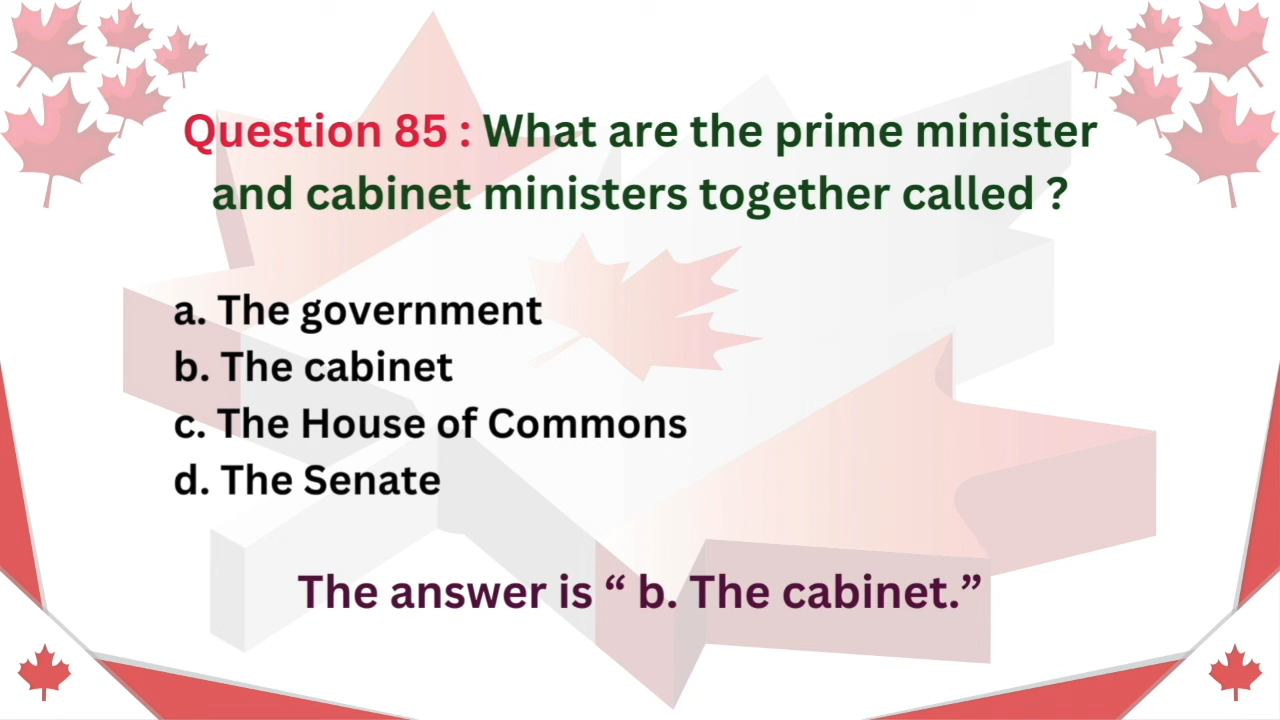 Question 85 : What are the prime minister
and cabinet ministers together called ?
a. The government
b. The cabinet
c. The House of Commons
d. The Senate
The answer is “ b. The cabinet.”